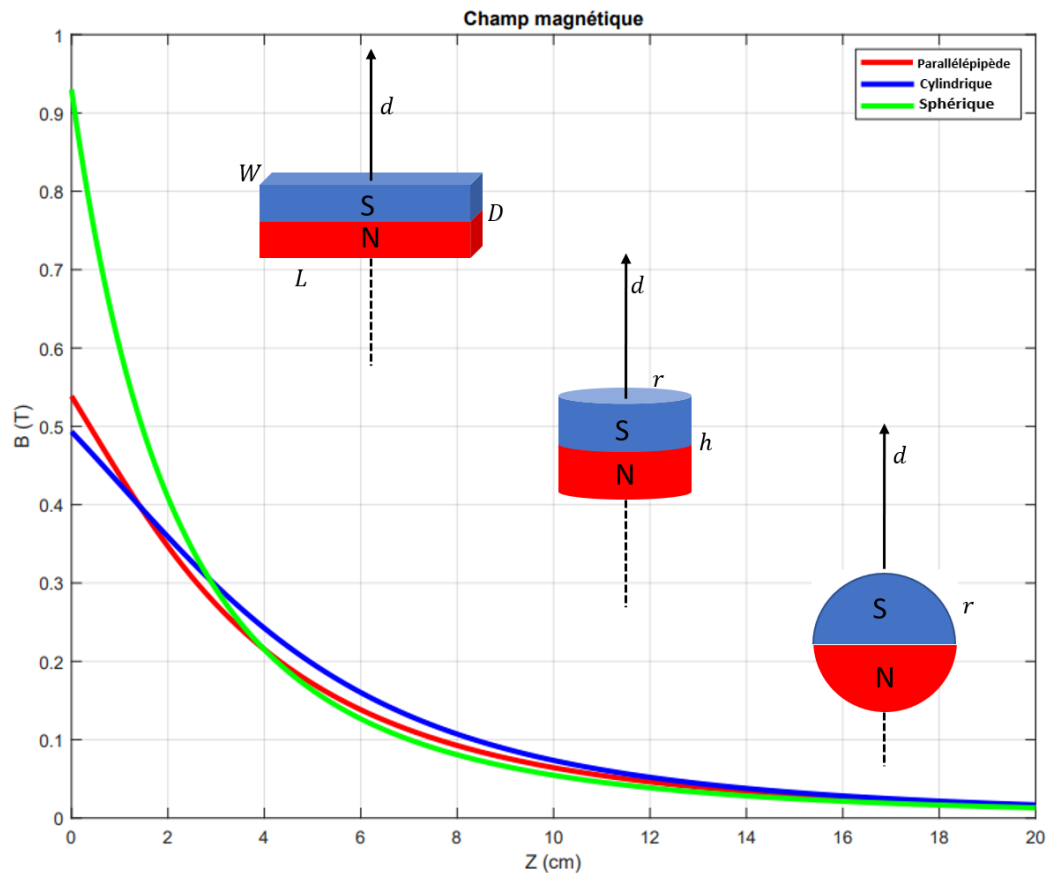 Champ magnétique
Parallélépipède
Cylindrique
Sphérique
B (T)
1
0.9
0.8
0.7
0.6
0.5
0.4
0.3
0.2
0.1
0
d
W
S
D
N
L
d
r
S
h
N
d
S
r
N
0 2 4 6 8 10 12 14 16 18 20
Z (cm)